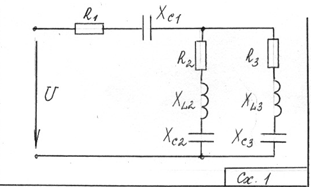 R1
XC1
R2
R3
U
XL2
XL3
XC2
XC3
Сх. 1